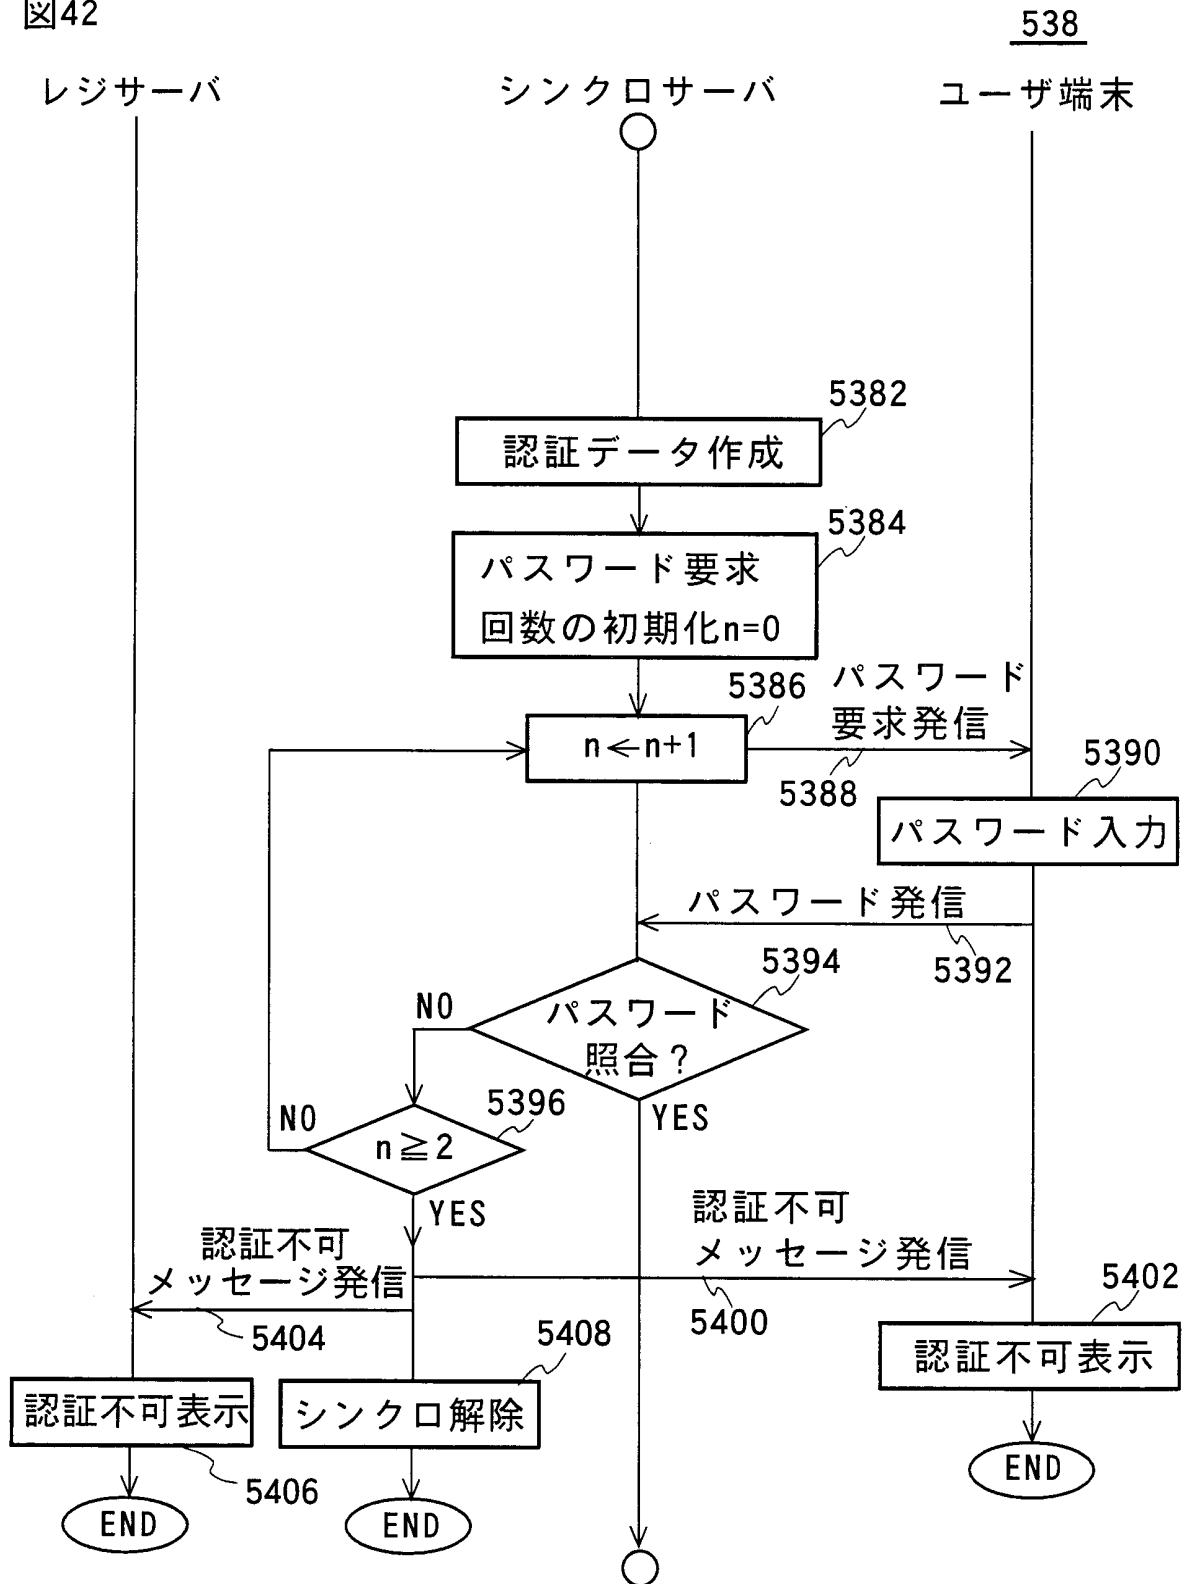 図42
538
レジサーバ
シンクロサーバ
ユーザ端末
5382
認証データ作成
5384
パスワード要求
回数の初期化n=0
5386
パスワード
要求発信
n←n+1
5388
5390
パスワード入力
パスワード発信
5392
5394
NO
パスワード
照合？
YES
5396
NO
n≧2
YES
認証不可
メッセージ発信
5400
認証不可
メッセージ発信
5404
5402
認証不可表示
END
5408
シンクロ解除
END
認証不可表示
5406
END